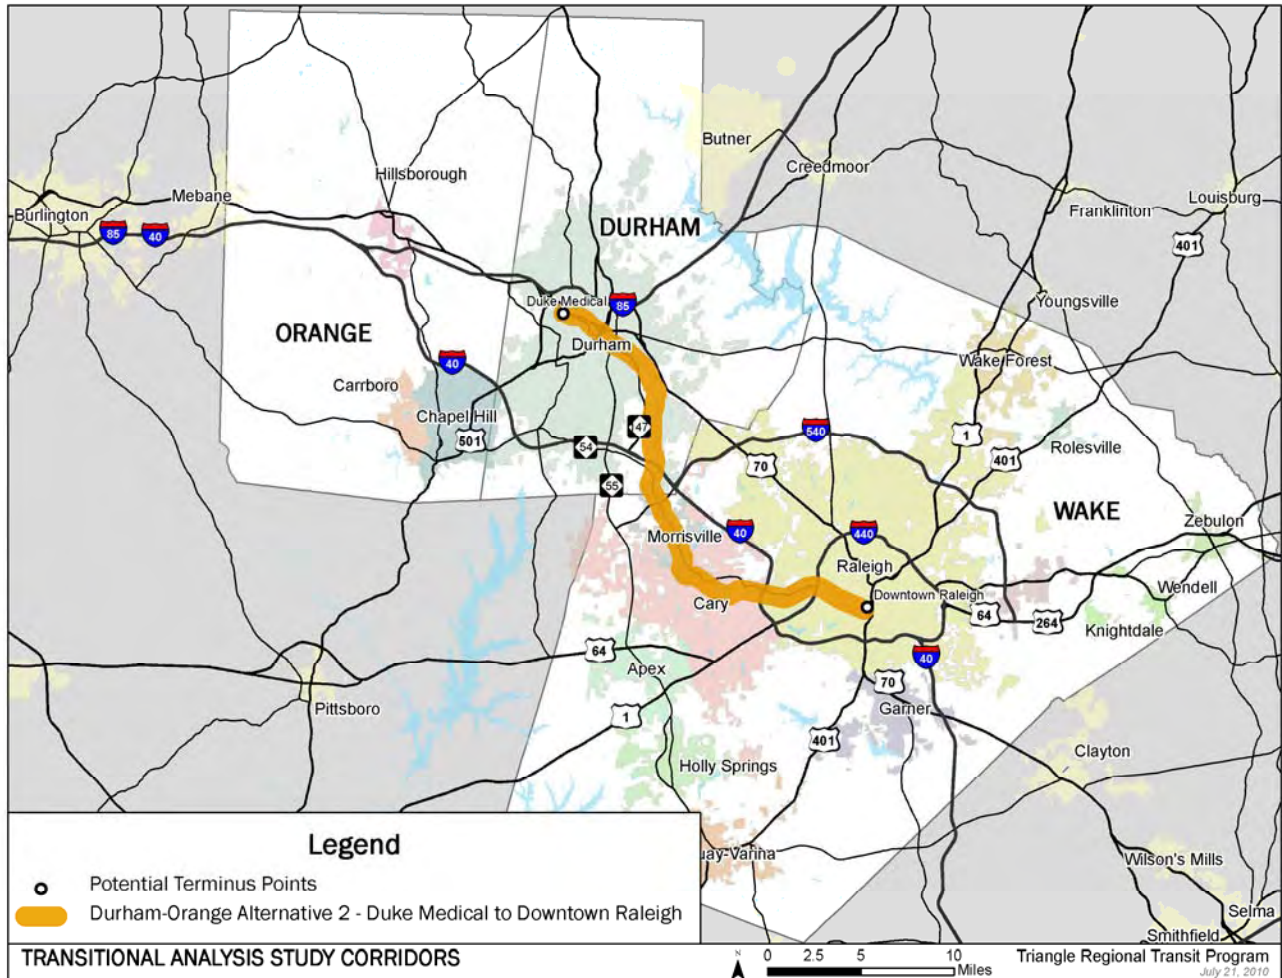 Butner
Creedmoor
Hillsborough
Mebane
Burlington
Louisburg
Franklinton
401
85
40
DURHAM
Duke Medical
85
Youngsville
ORANGE
Durham
Wake Forest
40
Carrboro
Chapel Hill
501
147
540
1
401
Rolesville
54
70
55
WAKE
Zebulon
Morrisville
40
440
Raleigh
Wendell
Cary
Downtown Raleigh
64
264
Knightdale
64
Apex
40
70
Pittsboro
1
Garner
401
Clayton
Holly Springs
uay-Varina
Wilson's Mills
Selma
Smithfield
Legend
Potential Terminus Points
Durham-Orange Alternative 2 - Duke Medical to Downtown Raleigh
TRANSITIONAL ANALYSIS STUDY CORRIDORS
N
0 2.5 5 10
Miles
Triangle Regional Transit Program
July 21, 2010